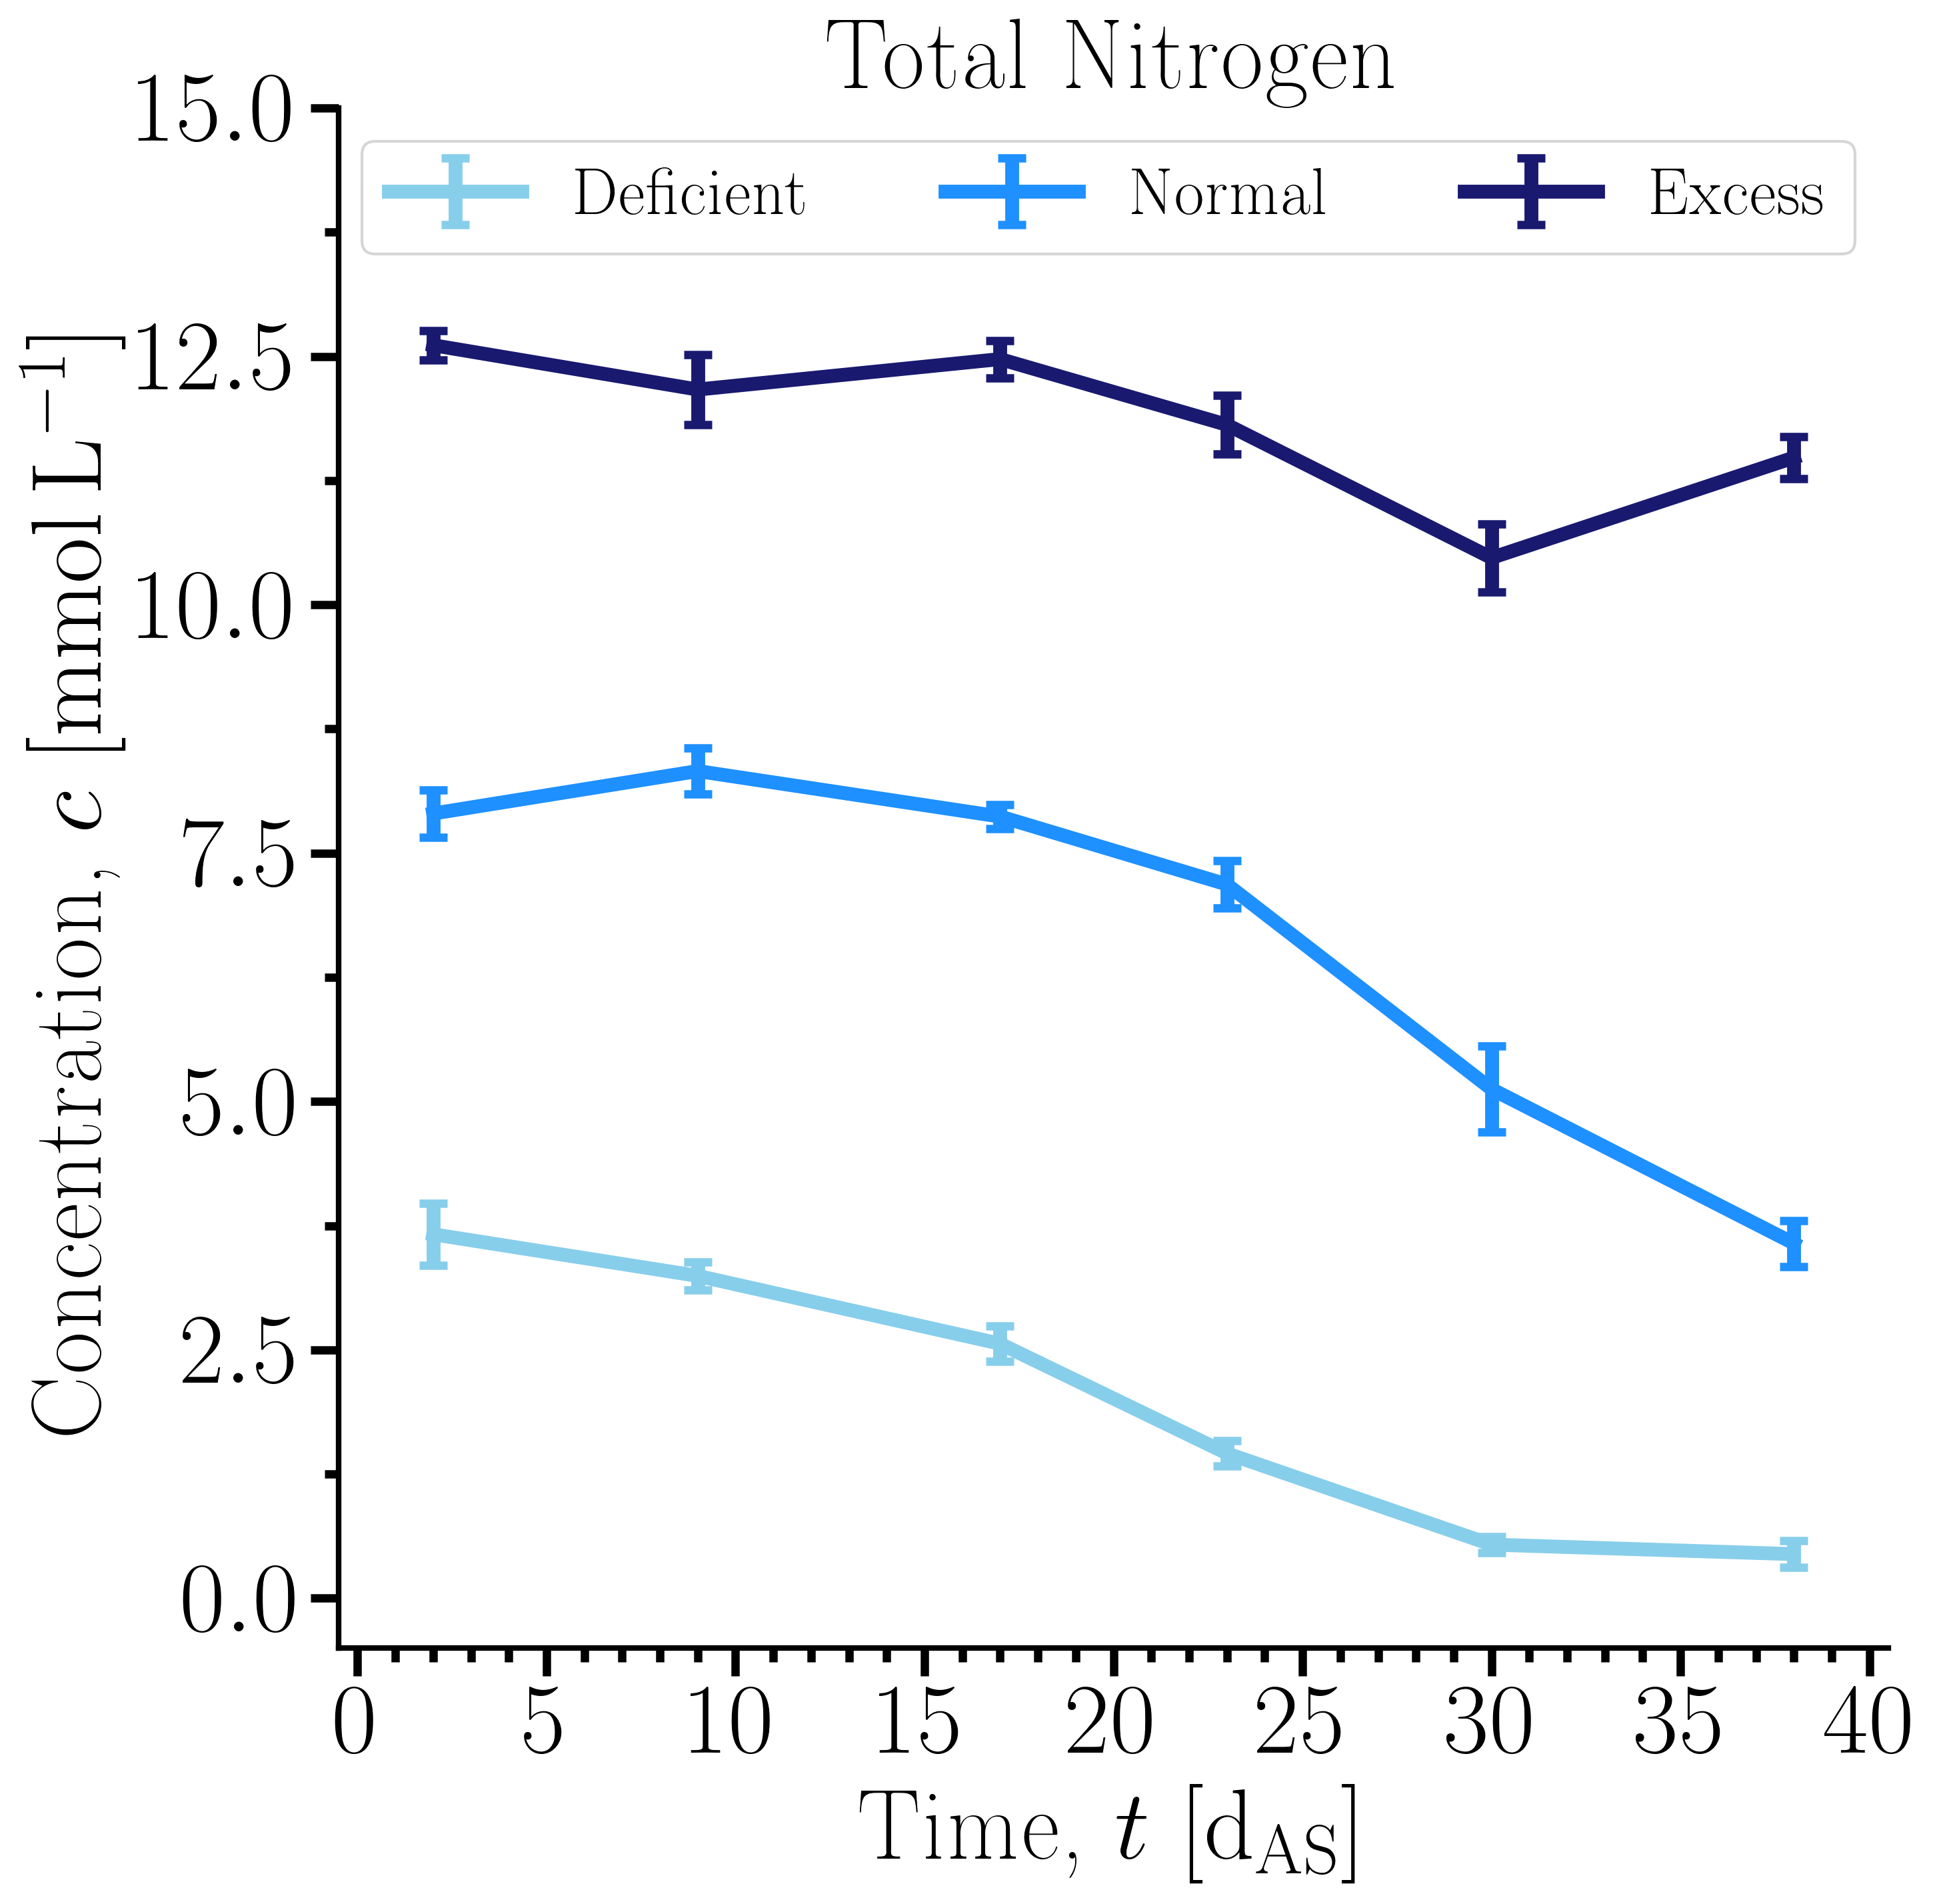 Total Nitrogen
Deficient Normal Excess
Concentration, c [mmol L⁻¹]
15.0
12.5
10.0
7.5
5.0
2.5
0.0
0 5 10 15 20 25 30 35 40
Time, t [d_AS]